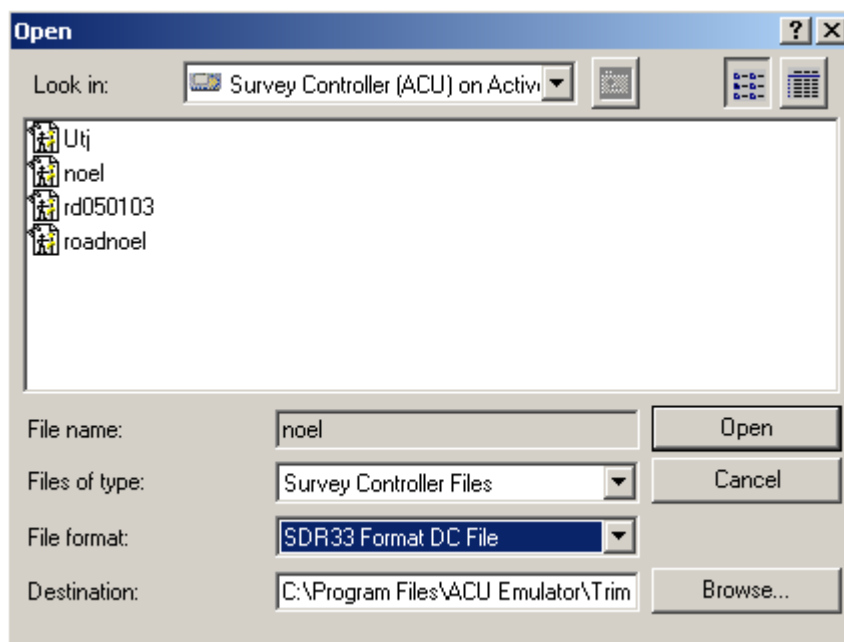 Open
Look in: Survey Controller (ACU) on Activ
Utj
noel
rd050103
roadnoel
File name: noel Open
Files of type: Survey Controller Files Cancel
File format: SDR33 Format DC File
Destination: C:\Program Files\ACU Emulator\Trim Browse...